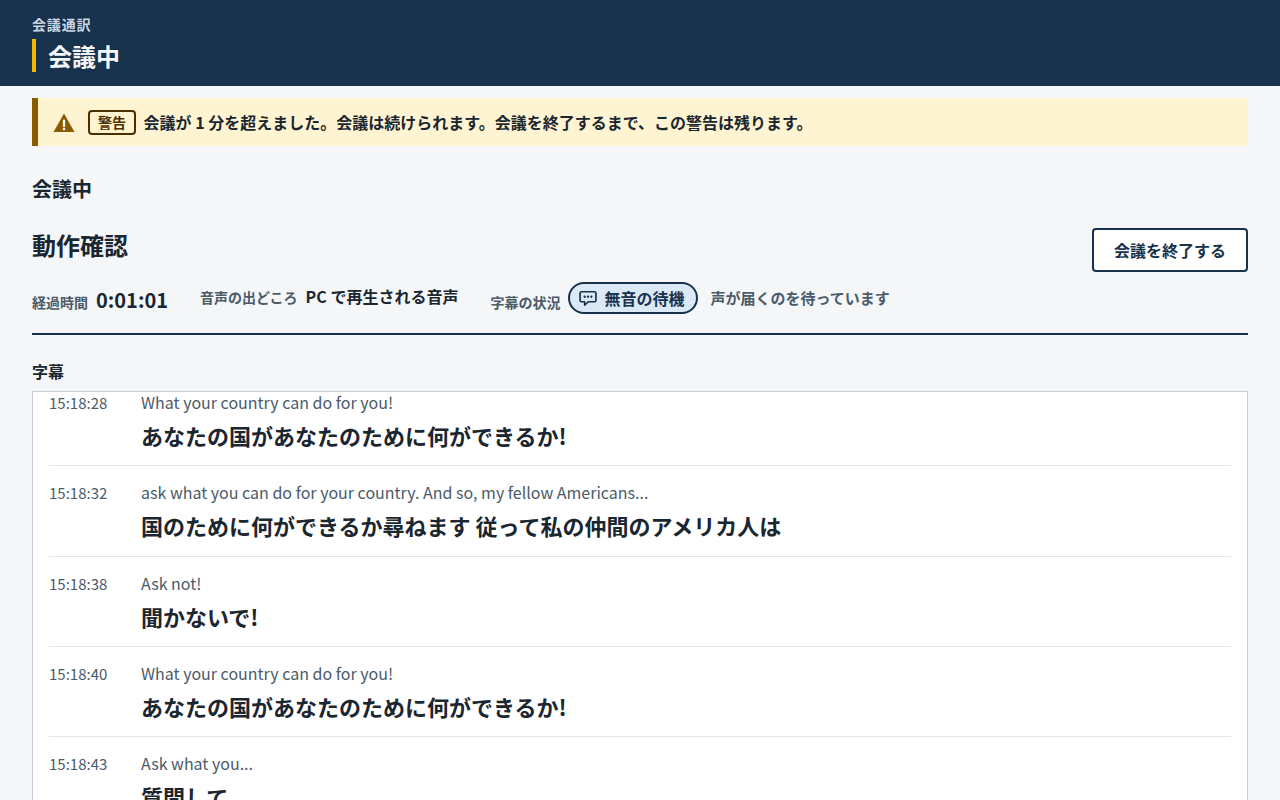 会議通訳
会議中
警告 会議が 1 分を超えました。会議は続けられます。会議を終了するまで、この警告は残ります。
会議中
動作確認
会議を終了する
経過時間 0:01:01 音声の出どころ PC で再生される音声 字幕の状況 無音の待機 声が届くのを待っています
字幕
15:18:28 What your country can do for you!
あなたの国があなたのために何ができるか!
15:18:32 ask what you can do for your country. And so, my fellow Americans...
国のために何ができるか尋ねます 従って私の仲間のアメリカ人は
15:18:38 Ask not!
聞かないで!
15:18:40 What your country can do for you!
あなたの国があなたのために何ができるか!
15:18:43 Ask what you...
質問して